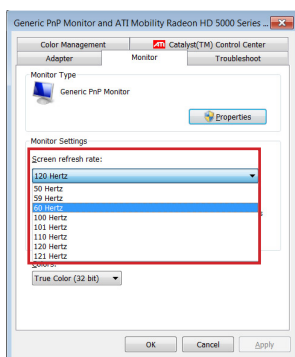 Generic PnP Monitor and ATI Mobility Radeon HD 5000 Series ...
Color Management
ATI Catalyst(TM) Control Center
Adapter
Monitor
Troubleshoot
Monitor Type
Generic PnP Monitor
Properties
Monitor Settings
Screen refresh rate:
120 Hertz
50 Hertz
59 Hertz
60 Hertz
100 Hertz
101 Hertz
110 Hertz
120 Hertz
121 Hertz
Colors:
True Color (32 bit)
OK
Cancel
Apply